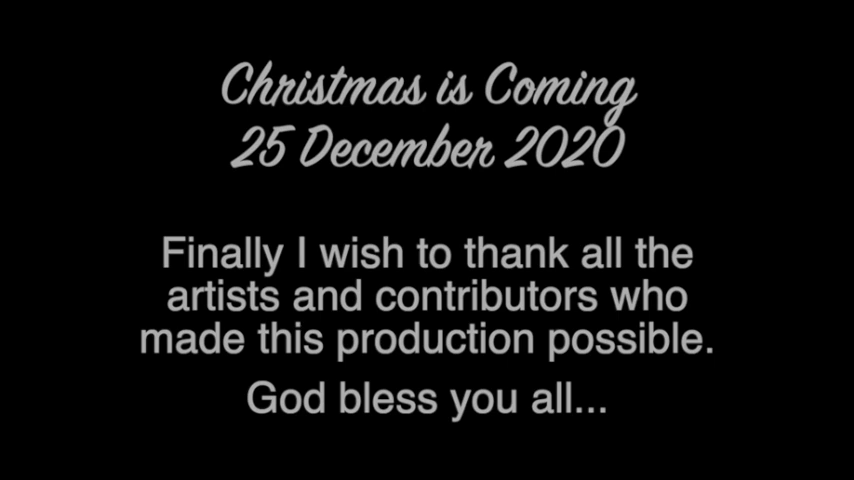 Christmas is Coming
25 December 2020
Finally I wish to thank all the
artists and contributors who
made this production possible.
God bless you all...